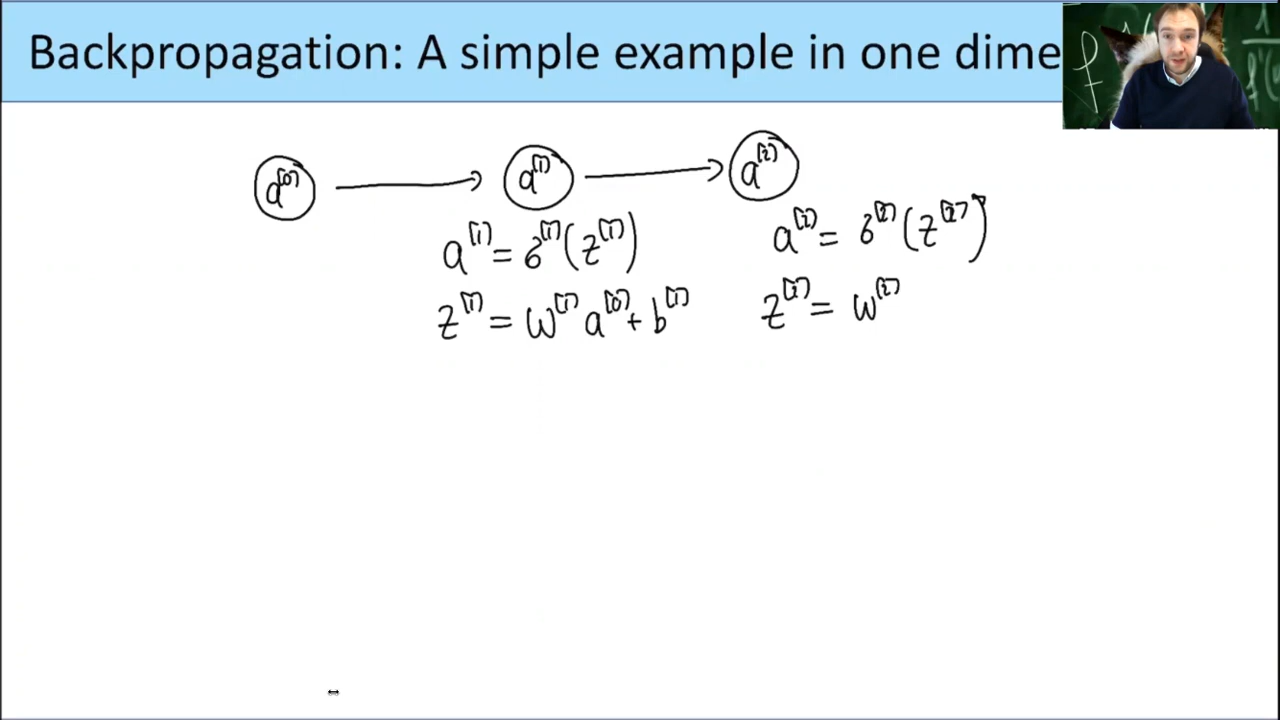 Backpropagation: A simple example in one dime
a^[0] → a^[1] → a^[2]
a^[1] = σ^[1](z^[1])
a^[2] = σ^[2](z^[2])
z^[1] = w^[1] a^[0] + b^[1]
z^[2] = w^[2]